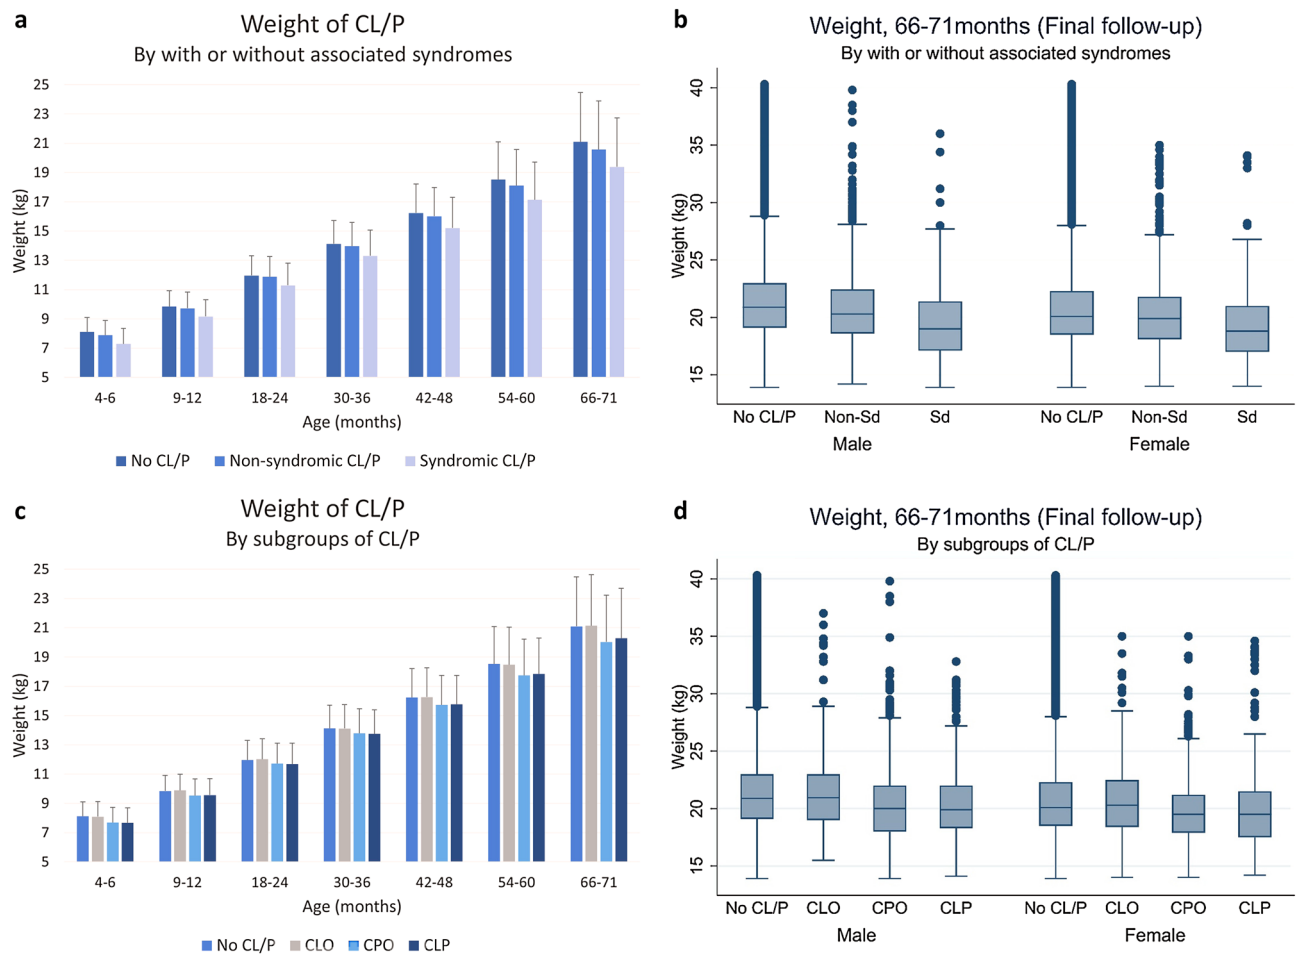 a
Weight of CL/P
By with or without associated syndromes
25
23
21
19
17
15
13
11
9
7
5
Weight (kg)
4-6 9-12 18-24 30-36 42-48 54-60 66-71
Age (months)
No CL/P Non-syndromic CL/P Syndromic CL/P
b
Weight, 66-71months (Final follow-up)
By with or without associated syndromes
40
35
30
25
20
15
Weight (kg)
No CL/P Non-Sd Sd No CL/P Non-Sd Sd
Male Female
c
Weight of CL/P
By subgroups of CL/P
25
23
21
19
17
15
13
11
9
7
5
Weight (kg)
4-6 9-12 18-24 30-36 42-48 54-60 66-71
Age (months)
No CL/P CLO CPO CLP
d
Weight, 66-71months (Final follow-up)
By subgroups of CL/P
40
35
30
25
20
15
Weight (kg)
No CL/P CLO CPO CLP No CL/P CLO CPO CLP
Male Female